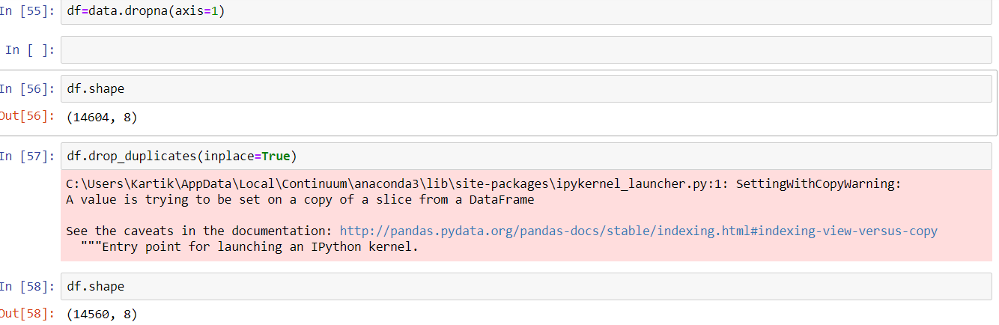 In [55]: df=data.dropna(axis=1)
In [ ]:
In [56]: df.shape
Out[56]: (14604, 8)
In [57]: df.drop_duplicates(inplace=True)
C:\Users\Kartik\AppData\Local\Continuum\anaconda3\lib\site-packages\ipykernel_launcher.py:1: SettingWithCopyWarning:
A value is trying to be set on a copy of a slice from a DataFrame
See the caveats in the documentation: http://pandas.pydata.org/pandas-docs/stable/indexing.html#indexing-view-versus-copy
"""Entry point for launching an IPython kernel.
In [58]: df.shape
Out[58]: (14560, 8)